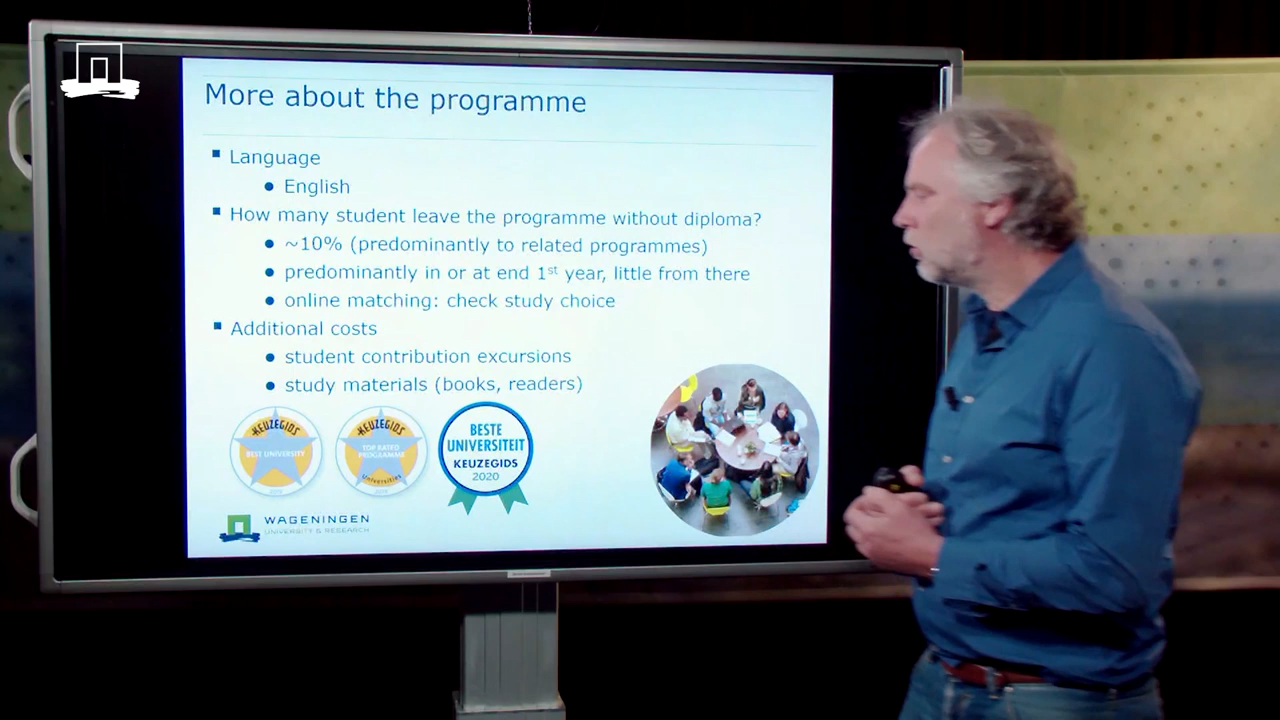 More about the programme
Language
English
How many student leave the programme without diploma?
~10% (predominantly to related programmes)
predominantly in or at end 1st year, little from there
online matching: check study choice
Additional costs
student contribution excursions
study materials (books, readers)
KEUZEGIDS
BEST UNIVERSITY
KEUZEGIDS
TOP RATED
PROGRAMME
Universities
BESTE
UNIVERSITEIT
KEUZEGIDS
2020
WAGENINGEN
UNIVERSITY & RESEARCH